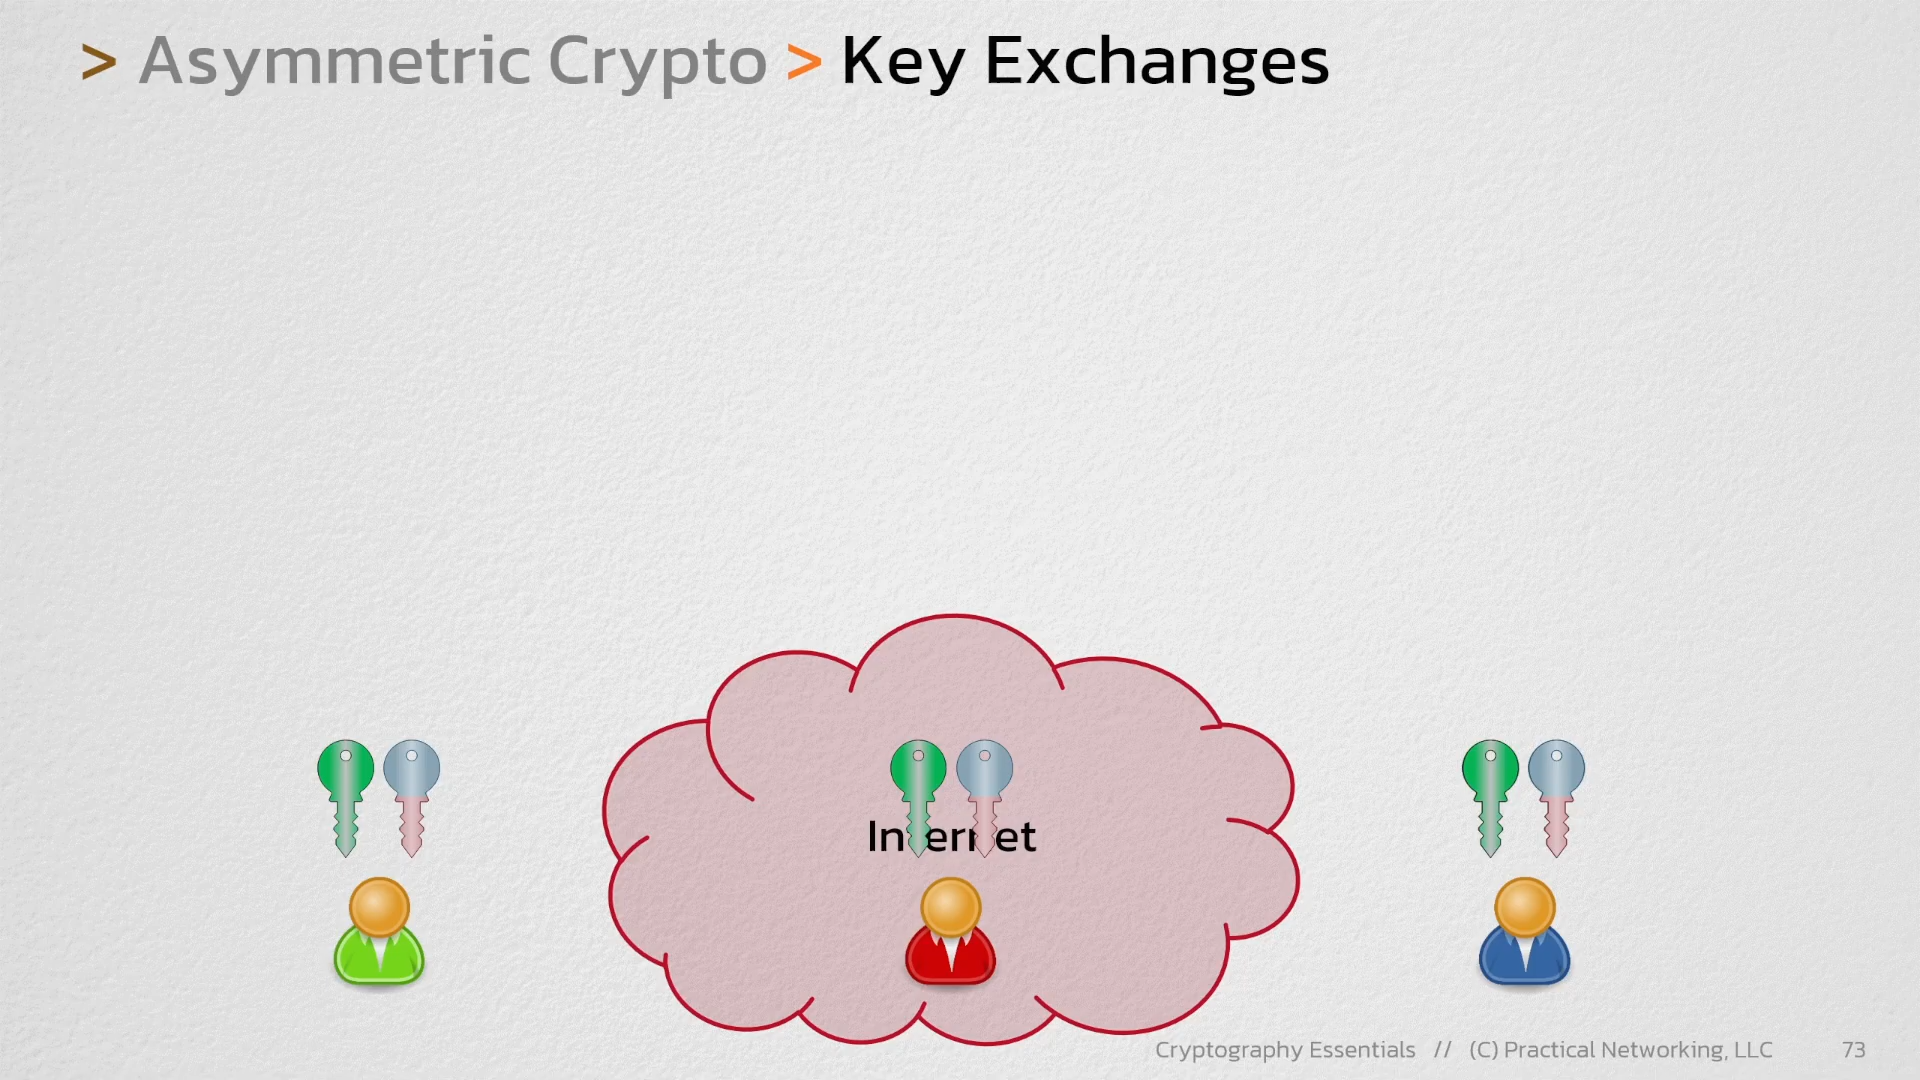 > Asymmetric Crypto > Key Exchanges
Internet
Cryptography Essentials // (C) Practical Networking, LLC 73